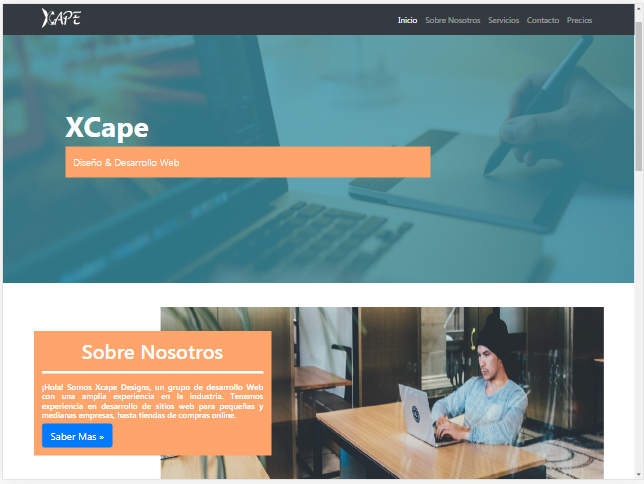 XCAPE
Inicio Sobre Nosotros Servicios Contacto Precios
XCape
Diseño & Desarrollo Web
Sobre Nosotros
¡Hola! Somos Xcape Designs, un grupo de desarrollo Web
con una amplia experiencia en la industria. Tenemos
experiencia en desarrollo de sitios web para pequeñas y
medianas empresas, hasta tiendas de compras online.
Saber Mas »